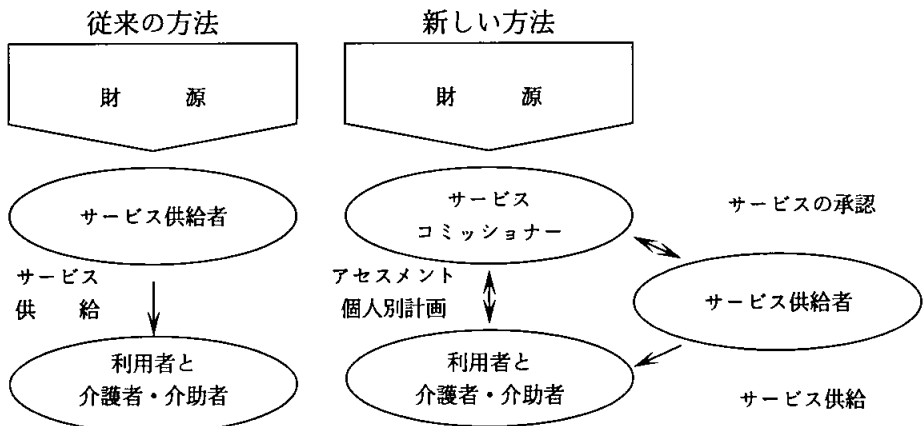 従来の方法
財 源
サービス供給者
サービス
供 給
利用者と
介護者・介助者
新しい方法
財 源
サービス
コミッショナー
アセスメント
個人別計画
利用者と
介護者・介助者
サービスの承認
サービス供給者
サービス供給